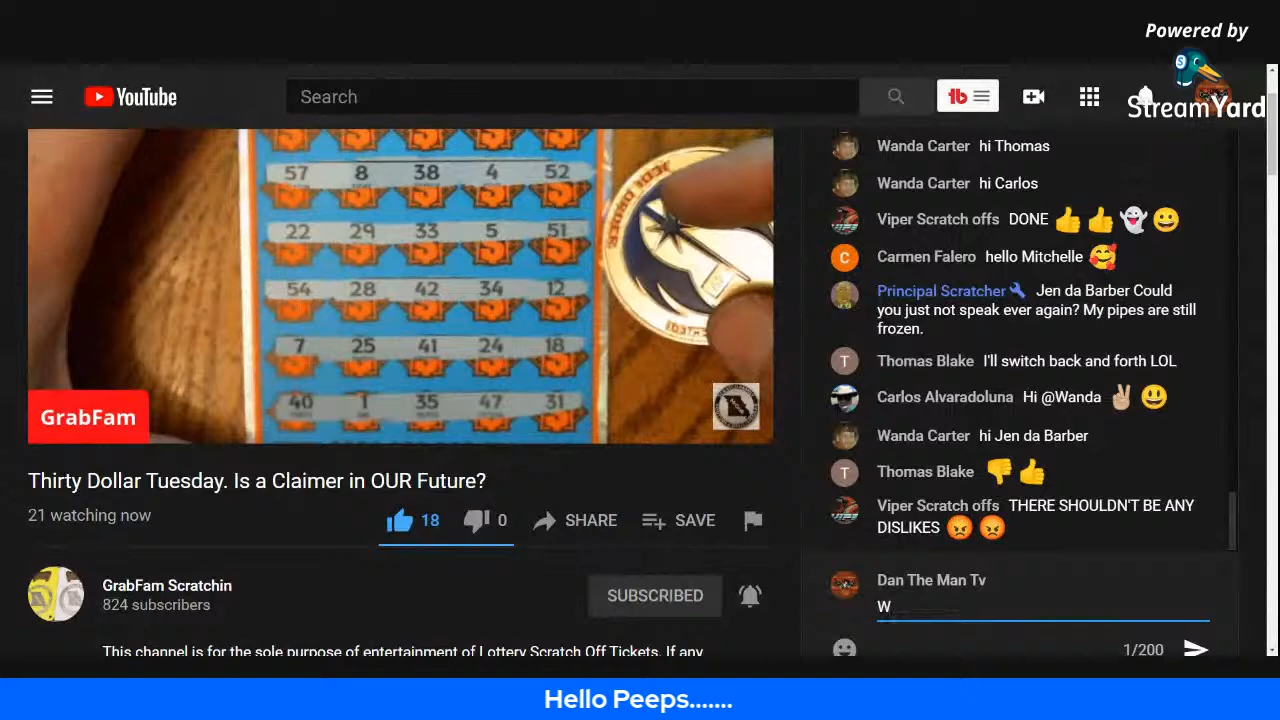 Powered by
StreamYard
YouTube
Search
57 8 38 4 52
22 29 33 5 51
54 28 42 34 12
7 25 41 24 18
40 1 35 47 31
JEDI ORDER
JEDI
GrabFam
Thirty Dollar Tuesday. Is a Claimer in OUR Future?
21 watching now
18
0
SHARE
SAVE
GrabFam Scratchin
824 subscribers
SUBSCRIBED
This channel is for the sole purpose of entertainment of Lottery Scratch Off Tickets. If any
Wanda Carter hi Thomas
Wanda Carter hi Carlos
Viper Scratch offs DONE 👍👍👻😀
C
Carmen Falero hello Mitchelle 🥰
Principal Scratcher Jen da Barber Could
you just not speak ever again? My pipes are still
frozen.
T
Thomas Blake I'll switch back and forth LOL
Carlos Alvaradoluna Hi @Wanda ✌🏼😃
Wanda Carter hi Jen da Barber
T
Thomas Blake 👎👍
Viper Scratch offs THERE SHOULDN'T BE ANY
DISLIKES 😡😡
Dan The Man Tv
W
1/200
Hello Peeps.......